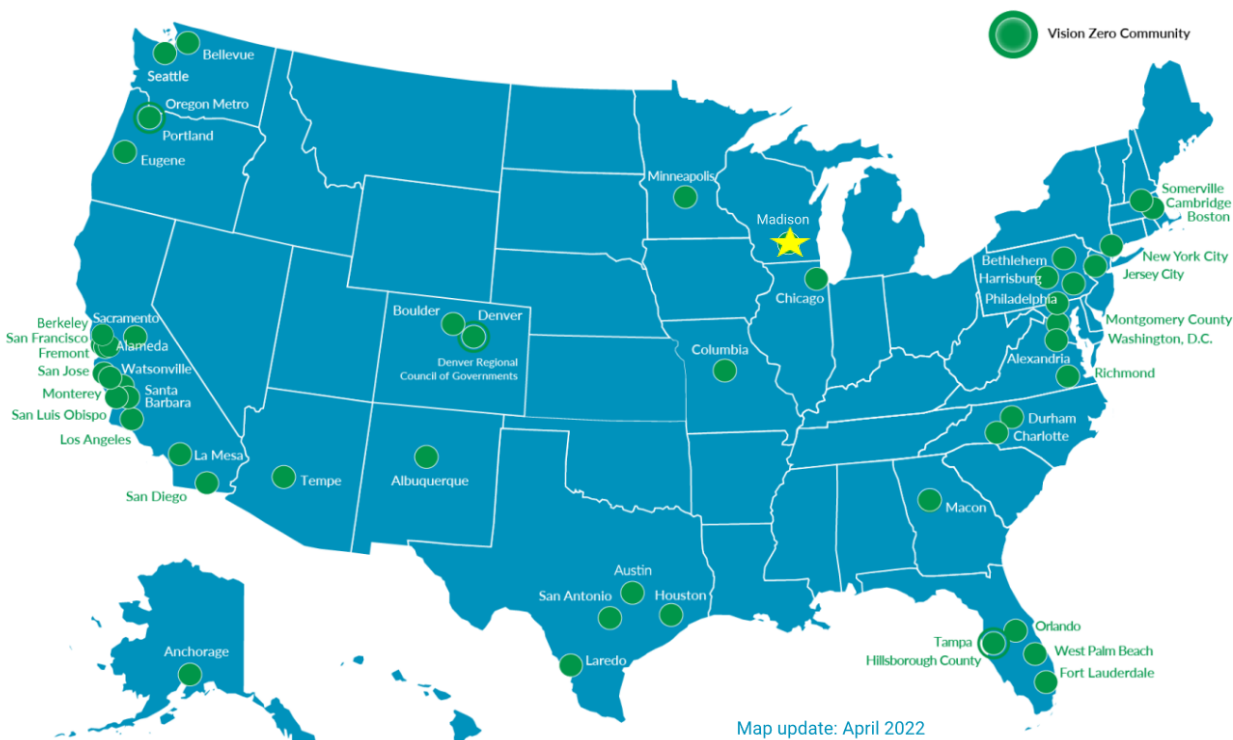 Vision Zero Community
Bellevue
Seattle
Oregon Metro
Portland
Eugene
Minneapolis
Madison
Chicago
Somerville
Cambridge
Boston
New York City
Bethlehem
Jersey City
Harrisburg
Philadelphia
Montgomery County
Washington, D.C.
Alexandria
Richmond
Boulder
Denver
Denver Regional
Council of Governments
Columbia
Sacramento
Berkeley
San Francisco
Alameda
Fremont
San Jose
Watsonville
Monterey
Santa
Barbara
San Luis Obispo
Los Angeles
La Mesa
San Diego
Tempe
Albuquerque
Durham
Charlotte
Macon
Austin
San Antonio
Houston
Laredo
Orlando
Tampa
Hillsborough County
West Palm Beach
Fort Lauderdale
Anchorage
Map update: April 2022